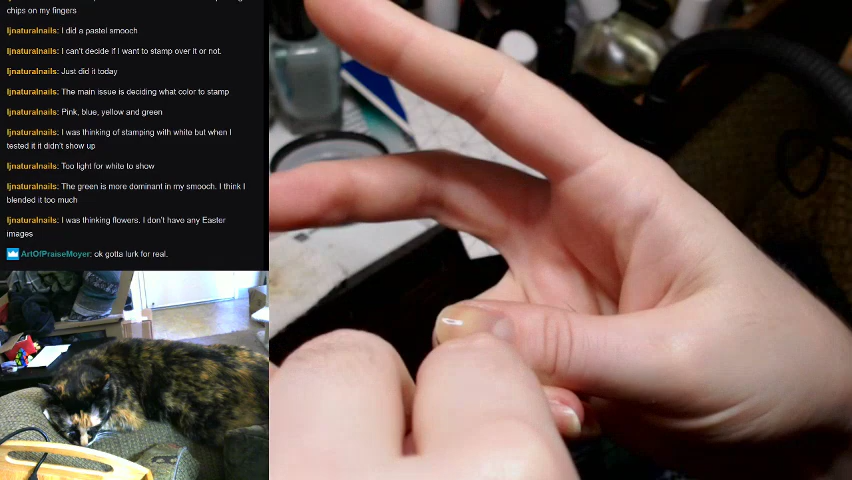 chips on my fingers
ljnaturalnails: I did a pastel smooch
ljnaturalnails: I can't decide if I want to stamp over it or not.
ljnaturalnails: Just did it today
ljnaturalnails: The main issue is deciding what color to stamp
ljnaturalnails: Pink, blue, yellow and green
ljnaturalnails: I was thinking of stamping with white but when I
tested it it didn't show up
ljnaturalnails: Too light for white to show
ljnaturalnails: The green is more dominant in my smooch. I think I
blended it too much
ljnaturalnails: I was thinking flowers. I don't have any Easter
images
ArtOfPraiseMoyer: ok gotta lurk for real.